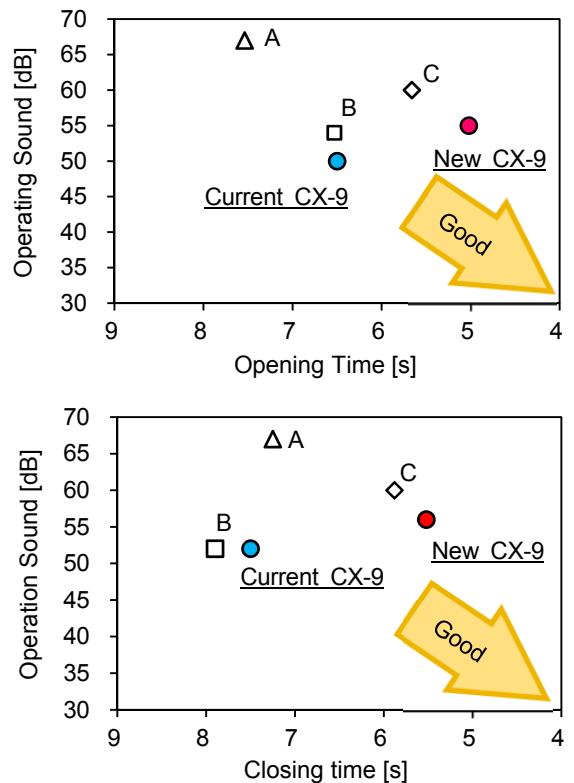 70
65
60
55
50
45
40
35
30
Operating Sound [dB]
A
C
B
New CX-9
Current CX-9
Good
9 8 7 6 5 4
Opening Time [s]
70
65
60
55
50
45
40
35
30
Operation Sound [dB]
A
C
B
New CX-9
Current CX-9
Good
9 8 7 6 5 4
Closing time [s]